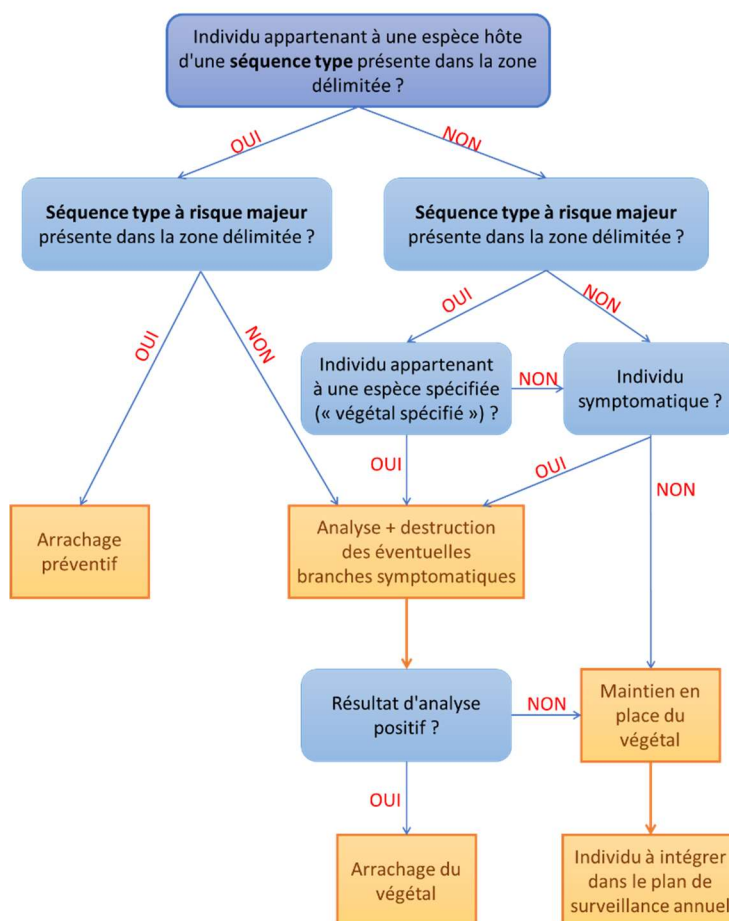 Individu appartenant à une espèce hôte
d'une séquence type présente dans la zone
délimitée ?
OUI
NON
Séquence type à risque majeur
présente dans la zone délimitée ?
Séquence type à risque majeur
présente dans la zone délimitée ?
OUI
NON
OUI
NON
Individu appartenant
à une espèce spécifiée
(« végétal spécifié ») ?
NON
Individu
symptomatique ?
OUI
OUI
NON
Arrachage
préventif
Analyse + destruction
des éventuelles
branches symptomatiques
Résultat d'analyse
positif ?
NON
Maintien en
place du
végétal
OUI
Arrachage du
végétal
Individu à intégrer
dans le plan de
surveillance annuel